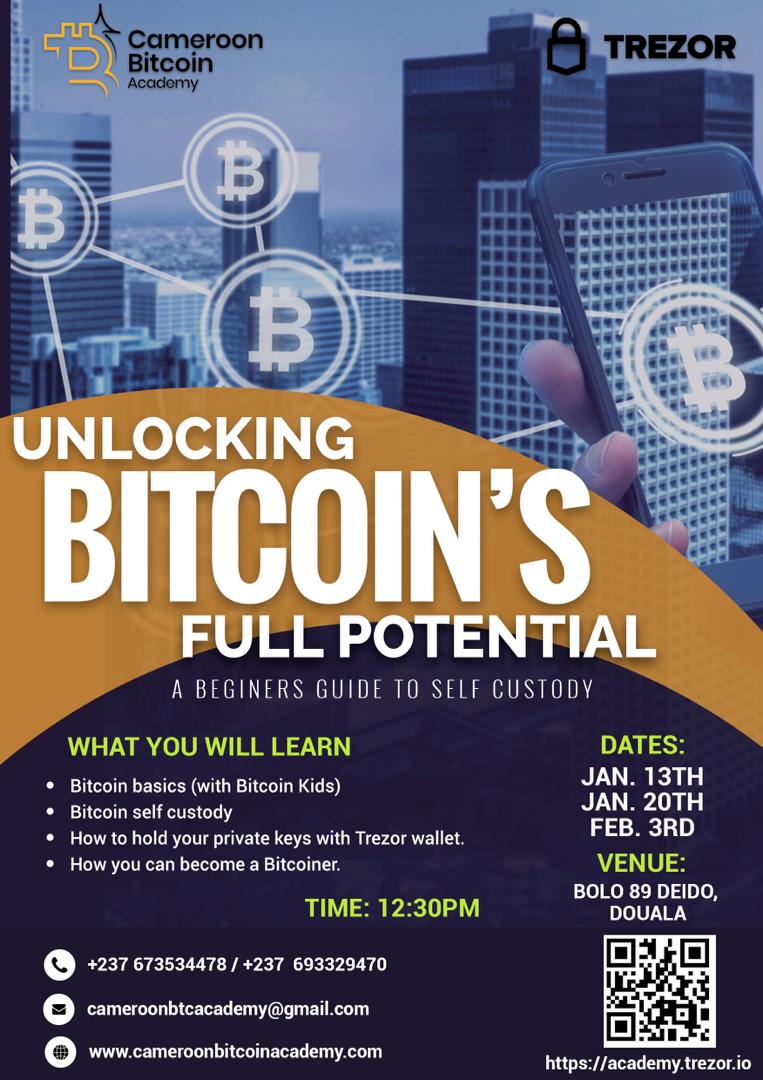 Cameroon
Bitcoin
Academy
TREZOR
UNLOCKING
BITCOIN'S
FULL POTENTIAL
A BEGINERS GUIDE TO SELF CUSTODY
WHAT YOU WILL LEARN
• Bitcoin basics (with Bitcoin Kids)
• Bitcoin self custody
• How to hold your private keys with Trezor wallet.
• How you can become a Bitcoiner.
TIME: 12:30PM
DATES:
JAN. 13TH
JAN. 20TH
FEB. 3RD
VENUE:
BOLO 89 DEIDO,
DOUALA
+237 673534478 / +237 693329470
cameroonbtcacademy@gmail.com
www.cameroonbitcoinacademy.com
https://academy.trezor.io